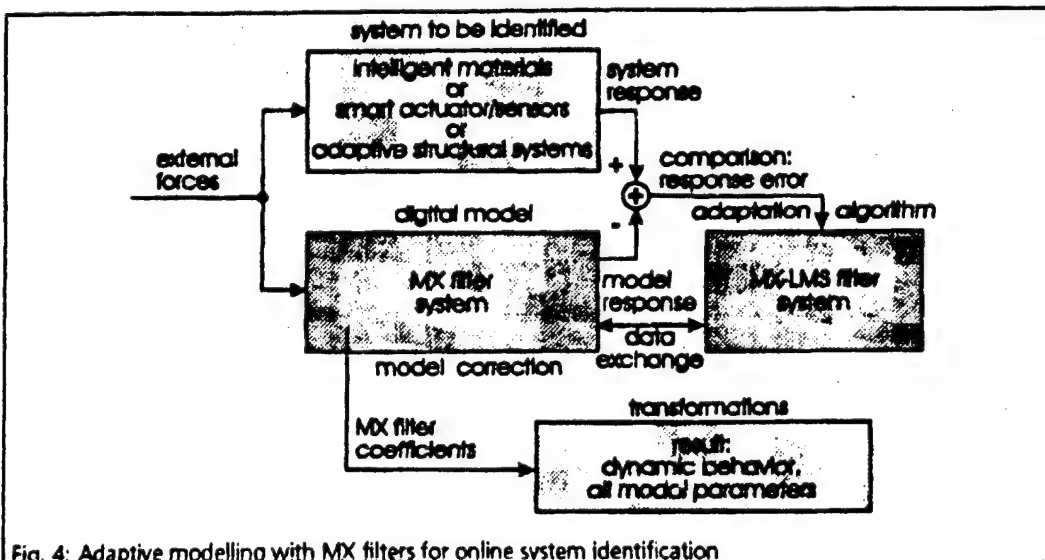 system to be identified
intelligent materials
or
smart actuator/sensors
or
adaptive structural systems
system
response
external
forces
+
comparison:
response error
+
digital model
-
adaptation algorithm
MX filter
system
model
response
MX-LMS filter
system
data
exchange
model correction
MX filter
coefficients
transformations
result:
dynamic behavior,
all modal parameters
Fig. 4: Adaptive modelling with MX filters for online system identification